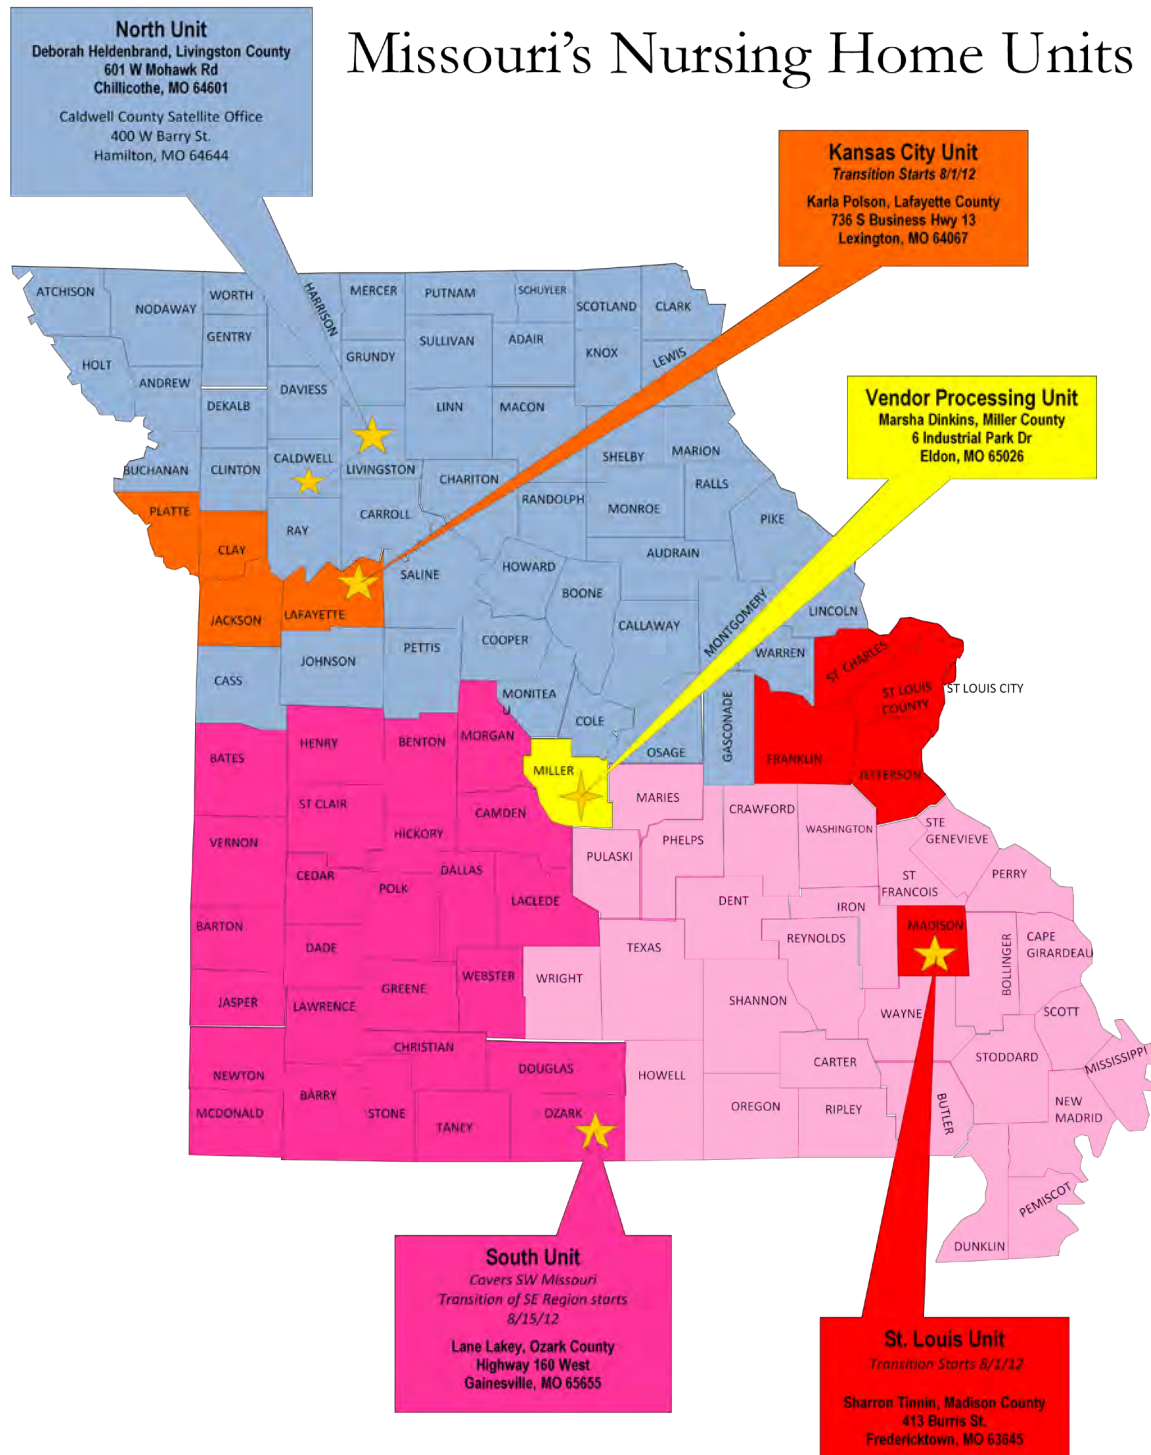 Missouri's Nursing Home Units
North Unit
Deborah Heldenbrand, Livingston County
601 W Mohawk Rd
Chillicothe, MO 64601
Caldwell County Satellite Office
400 W Barry St.
Hamilton, MO 64644
Kansas City Unit
Transition Starts 8/1/12
Karla Polson, Lafayette County
736 S Business Hwy 13
Lexington, MO 64067
Vendor Processing Unit
Marsha Dinkins, Miller County
6 Industrial Park Dr
Eldon, MO 65026
ATCHISON
NODAWAY
WORTH
HARRISON
MERCER
PUTNAM
SCHUYLER
SCOTLAND
CLARK
GENTRY
HOLT
ANDREW
DAVIESS
GRUNDY
SULLIVAN
ADAIR
KNOX
LEWIS
DEKALB
LINN
MACON
BUCHANAN
CLINTON
CALDWELL
LIVINGSTON
CHARITON
RANDOLPH
SHELBY
MARION
RALLS
MONROE
PIKE
PLATTE
CLAY
RAY
CARROLL
SALINE
HOWARD
BOONE
AUDRAIN
CALLAWAY
MONTGOMERY
LINCOLN
WARREN
JACKSON
LAFAYETTE
JOHNSON
PETTIS
COOPER
CASS
MONITEA
U
COLE
OSAGE
GASCONADE
ST CHARLES
ST LOUIS
COUNTY
ST LOUIS CITY
FRANKLIN
JEFFERSON
BATES
HENRY
BENTON
MORGAN
MILLER
MARIES
CRAWFORD
WASHINGTON
STE
GENEVIEVE
ST CLAIR
HICKORY
CAMDEN
PULASKI
PHELPS
ST
FRANCOIS
PERRY
VERNON
CEDAR
POLK
DALLAS
LACLEDE
DENT
IRON
MADISON
BOLLINGER
CAPE
GIRARDEAU
BARTON
DADE
WEBSTER
WRIGHT
TEXAS
REYNOLDS
JASPER
LAWRENCE
GREENE
SHANNON
WAYNE
SCOTT
MISSISSIPPI
CHRISTIAN
DOUGLAS
HOWELL
CARTER
STODDARD
NEWTON
BARRY
STONE
TANEY
OZARK
OREGON
RIPLEY
BUTLER
NEW
MADRID
MCDONALD
PEMISCOT
DUNKLIN
South Unit
Covers SW Missouri
Transition of SE Region starts
8/15/12
Lane Lakey, Ozark County
Highway 160 West
Gainesville, MO 65655
St. Louis Unit
Transition Starts 8/1/12
Sharron Tinnin, Madison County
413 Burris St.
Fredericktown, MO 63645